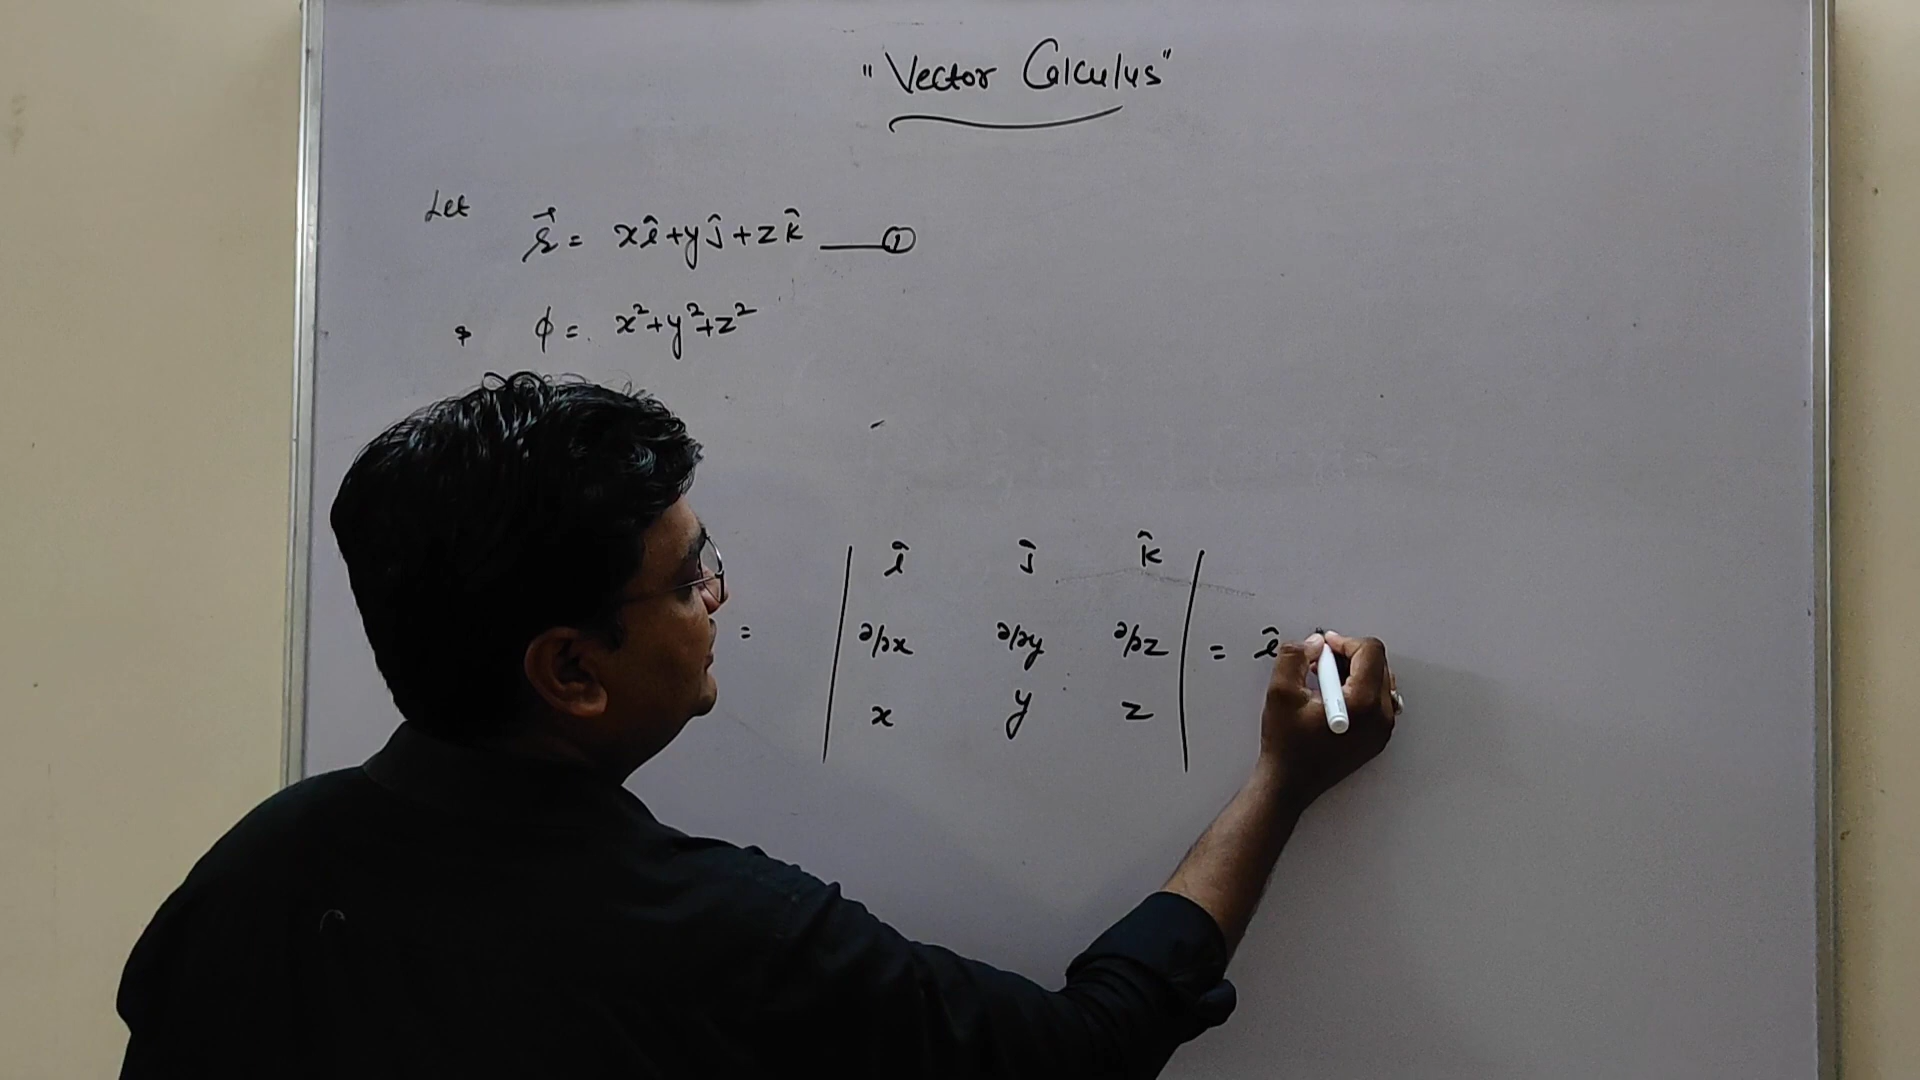 "Vector Calculus"
Let
r⃗ = xî+yĵ+zk̂ ——①
& ϕ = x²+y²+z²
= | î ĵ k̂ | = î
∂/∂x ∂/∂y ∂/∂z
x y z